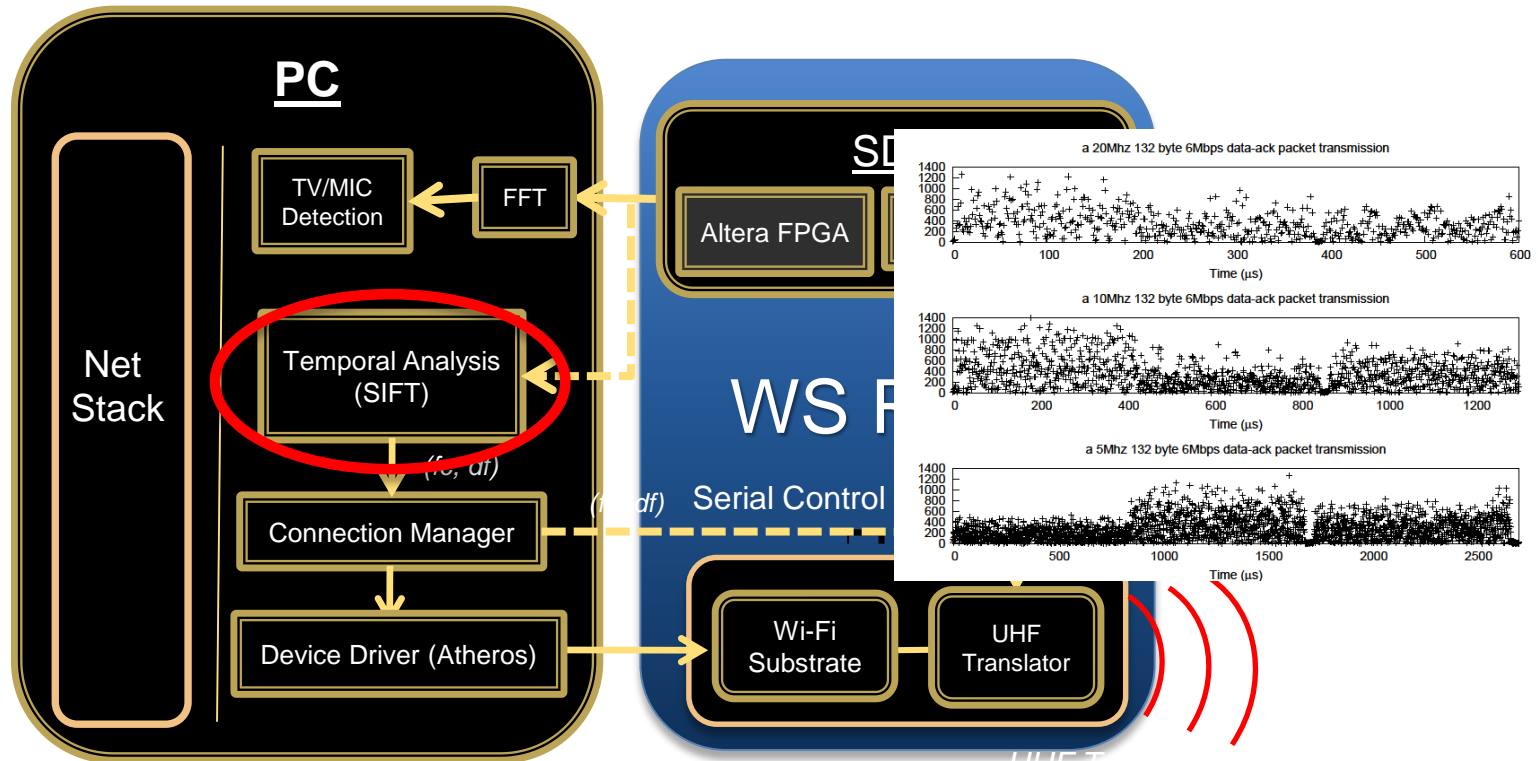 PC
Net
Stack
TV/MIC
Detection
FFT
Temporal Analysis
(SIFT)
(fc, df)
Connection Manager
Device Driver (Atheros)
Altera FPGA
WS
df)
Serial Control
Wi-Fi
Substrate
UHF
Translator
UHF
a 20Mhz 132 byte 6Mbps data-ack packet transmission
1400
1200
1000
800
600
400
200
0
0 100 200 300 400 500 600
Time (μs)
a 10Mhz 132 byte 6Mbps data-ack packet transmission
1400
1200
1000
800
600
400
200
0
0 200 400 600 800 1000 1200
Time (μs)
a 5Mhz 132 byte 6Mbps data-ack packet transmission
1400
1200
1000
800
600
400
200
0
0 500 1000 1500 2000 2500
Time (μs)